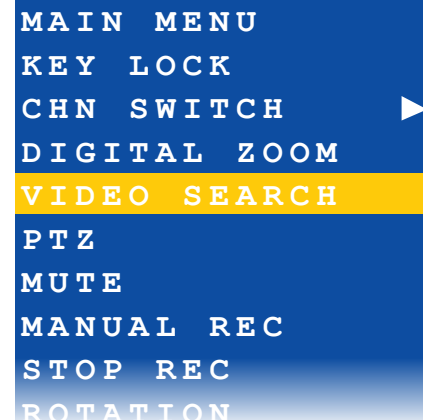 MAIN MENU
KEY LOCK
CHN SWITCH
DIGITAL ZOOM
VIDEO SEARCH
PTZ
MUTE
MANUAL REC
STOP REC
ROTATION